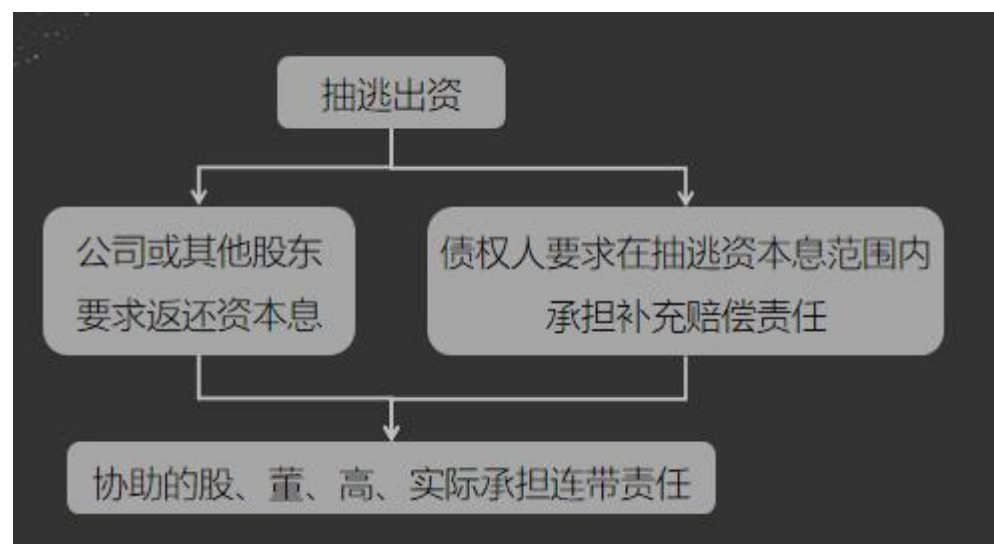 抽逃出资
公司或其他股东
要求返还资本息
债权人要求在抽逃资本息范围内
承担补充赔偿责任
协助的股、董、高、实际承担连带责任